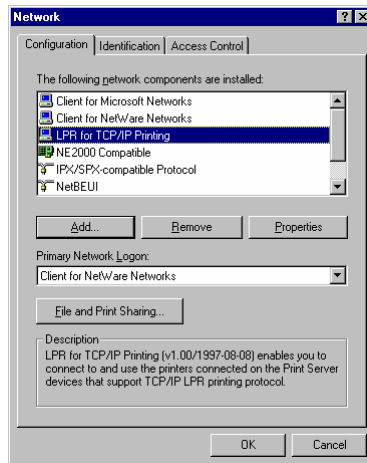 Network
Configuration Identification Access Control
The following network components are installed:
Client for Microsoft Networks
Client for NetWare Networks
LPR for TCP/IP Printing
NE2000 Compatible
IPX/SPX-compatible Protocol
NetBEUI
Add... Remove Properties
Primary Network Logon:
Client for NetWare Networks
File and Print Sharing...
Description
LPR for TCP/IP Printing (v1.00/1997-08-08) enables you to
connect to and use the printers connected on the Print Server
devices that support TCP/IP LPR printing protocol.
OK Cancel